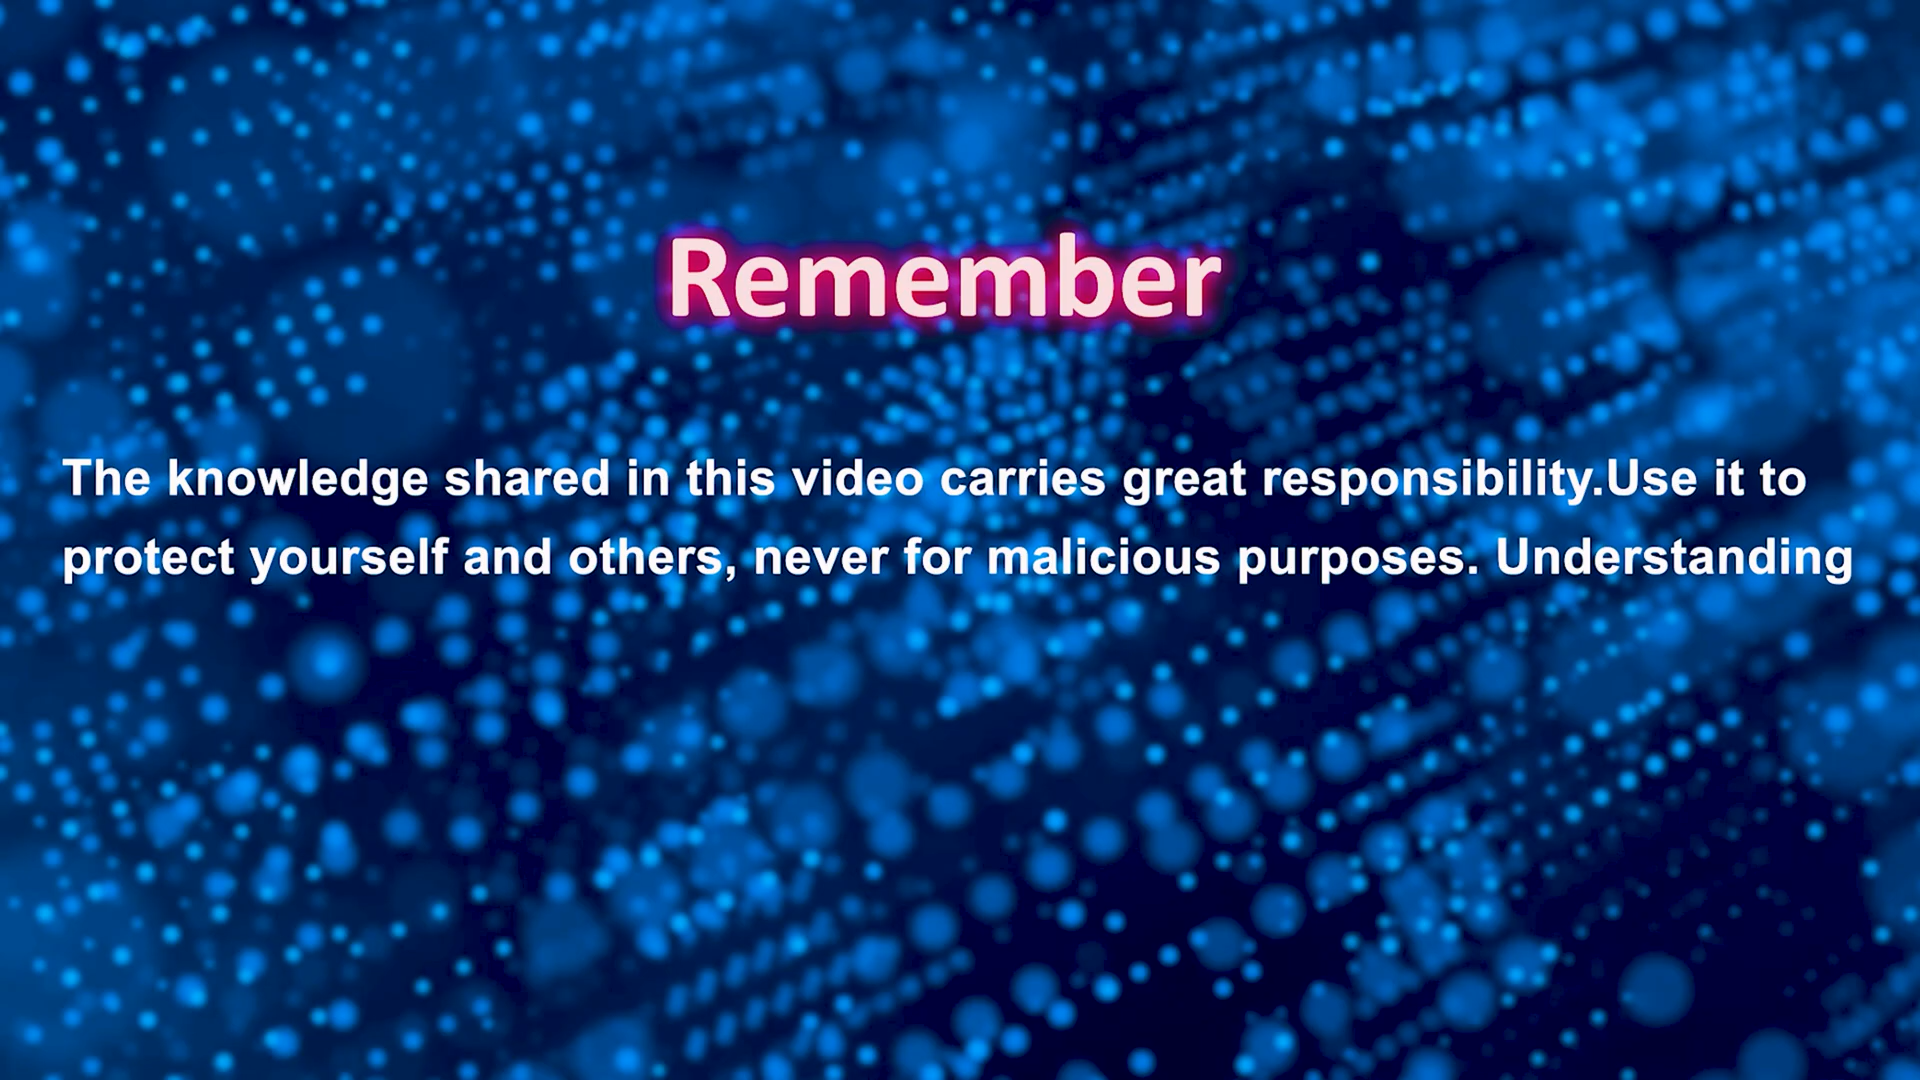 Remember
The knowledge shared in this video carries great responsibility.Use it to
protect yourself and others, never for malicious purposes. Understanding